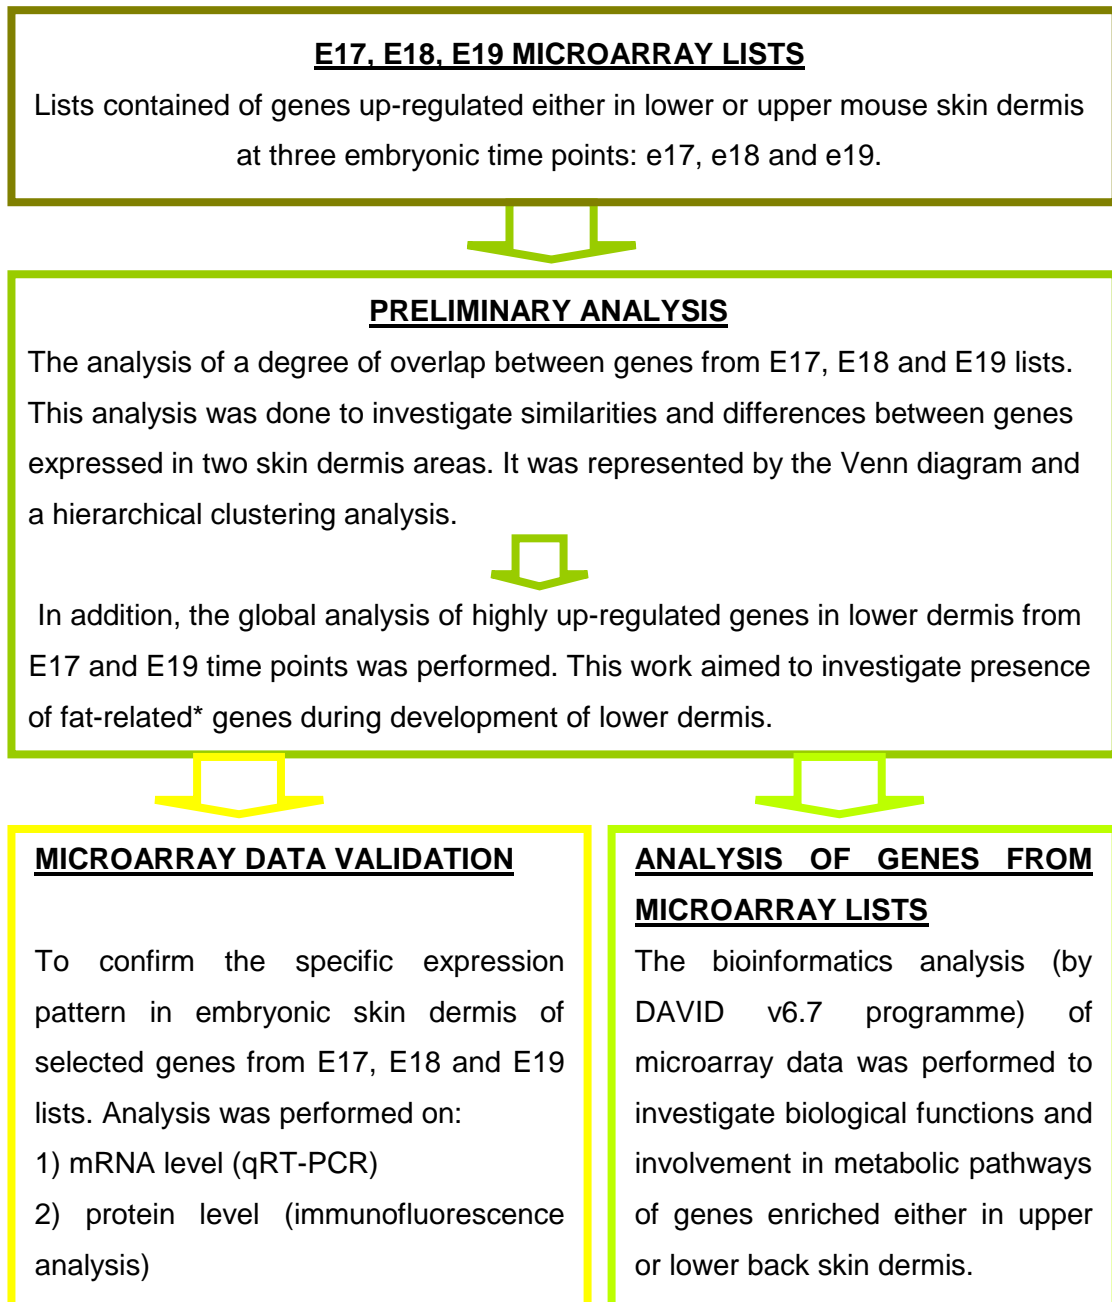 E17, E18, E19 MICROARRAY LISTS
Lists contained of genes up-regulated either in lower or upper mouse skin dermis
at three embryonic time points: e17, e18 and e19.
PRELIMINARY ANALYSIS
The analysis of a degree of overlap between genes from E17, E18 and E19 lists.
This analysis was done to investigate similarities and differences between genes
expressed in two skin dermis areas. It was represented by the Venn diagram and
a hierarchical clustering analysis.
In addition, the global analysis of highly up-regulated genes in lower dermis from
E17 and E19 time points was performed. This work aimed to investigate presence
of fat-related* genes during development of lower dermis.
MICROARRAY DATA VALIDATION
To confirm the specific expression
pattern in embryonic skin dermis of
selected genes from E17, E18 and E19
lists. Analysis was performed on:
1) mRNA level (qRT-PCR)
2) protein level (immunofluorescence
analysis)
ANALYSIS OF GENES FROM
MICROARRAY LISTS
The bioinformatics analysis (by
DAVID v6.7 programme) of
microarray data was performed to
investigate biological functions and
involvement in metabolic pathways
of genes enriched either in upper
or lower back skin dermis.